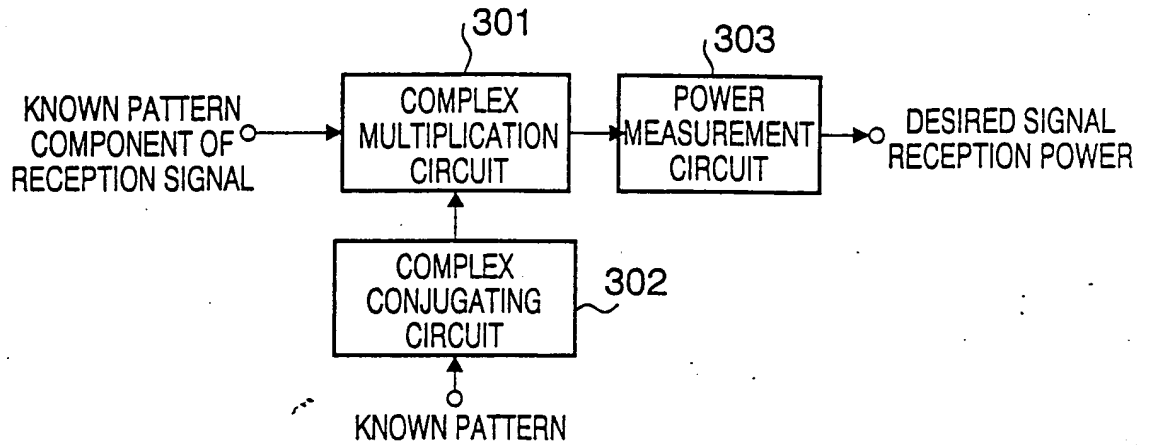 301
303
KNOWN PATTERN
COMPONENT OF
RECEPTION SIGNAL
COMPLEX
MULTIPLICATION
CIRCUIT
POWER
MEASUREMENT
CIRCUIT
DESIRED SIGNAL
RECEPTION POWER
COMPLEX
CONJUGATING
CIRCUIT
302
KNOWN PATTERN